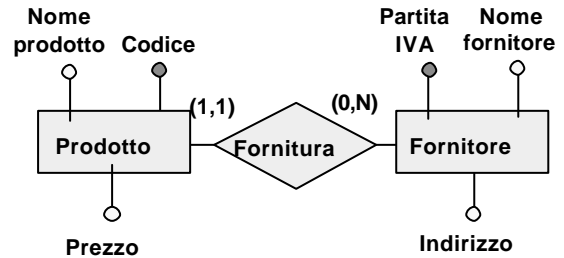 Nome
prodotto
Codice
Partita
IVA
Nome
fornitore
(1,1)
(0,N)
Prodotto
Fornitura
Fornitore
Prezzo
Indirizzo